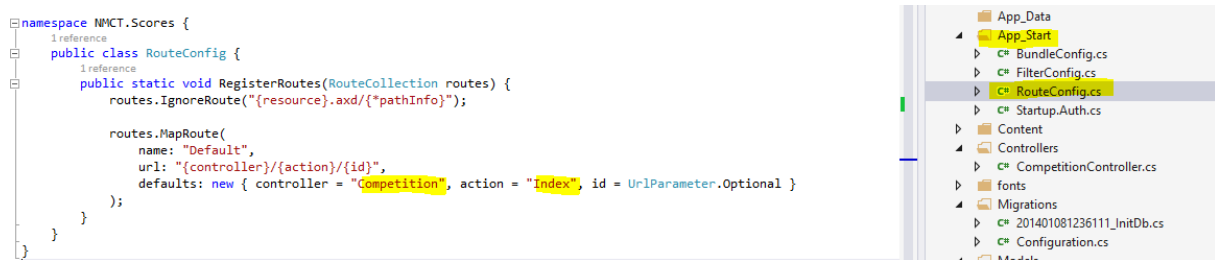 namespace NMCT.Scores {
1 reference
public class RouteConfig {
1 reference
public static void RegisterRoutes(RouteCollection routes) {
routes.IgnoreRoute("{resource}.axd/{*pathInfo}");
routes.MapRoute(
name: "Default",
url: "{controller}/{action}/{id}",
defaults: new { controller = "Competition", action = "Index", id = UrlParameter.Optional }
);
}
}
}
App_Data
App_Start
C# BundleConfig.cs
C# FilterConfig.cs
C# RouteConfig.cs
C# Startup.Auth.cs
Content
Controllers
C# CompetitionController.cs
fonts
Migrations
C# 201401081236111_InitDb.cs
C# Configuration.cs